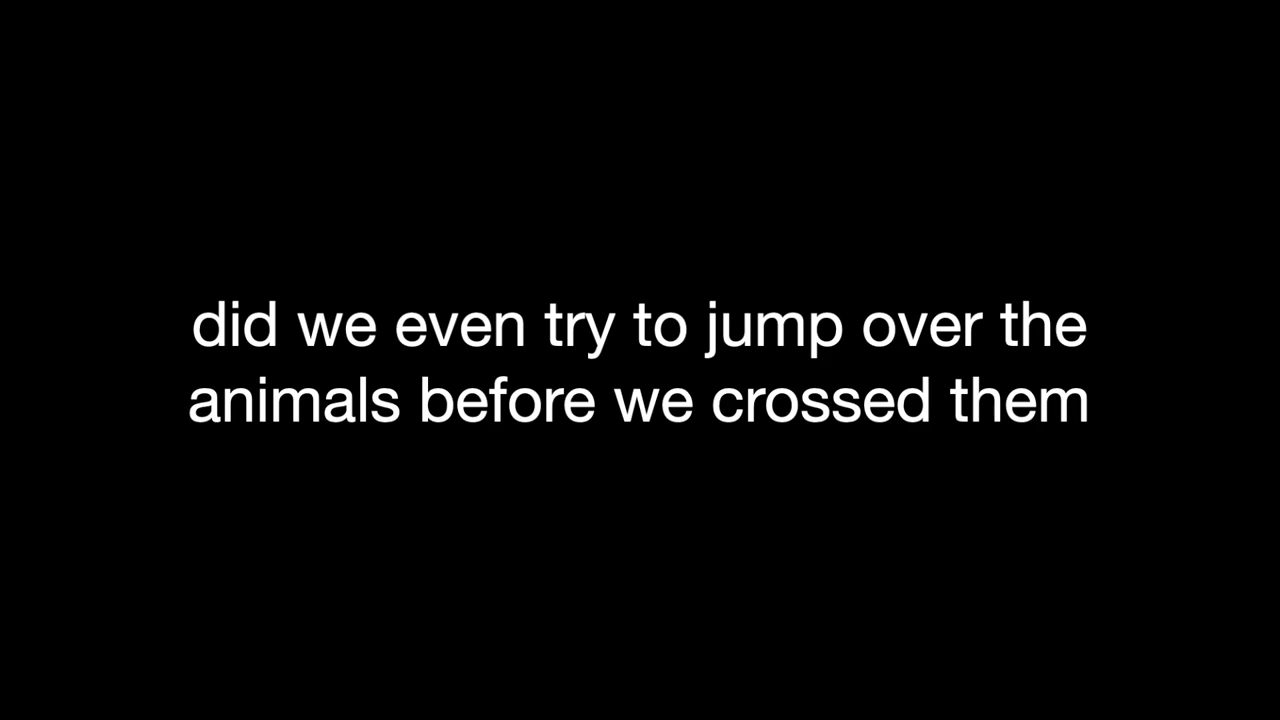 did we even try to jump over the
animals before we crossed them